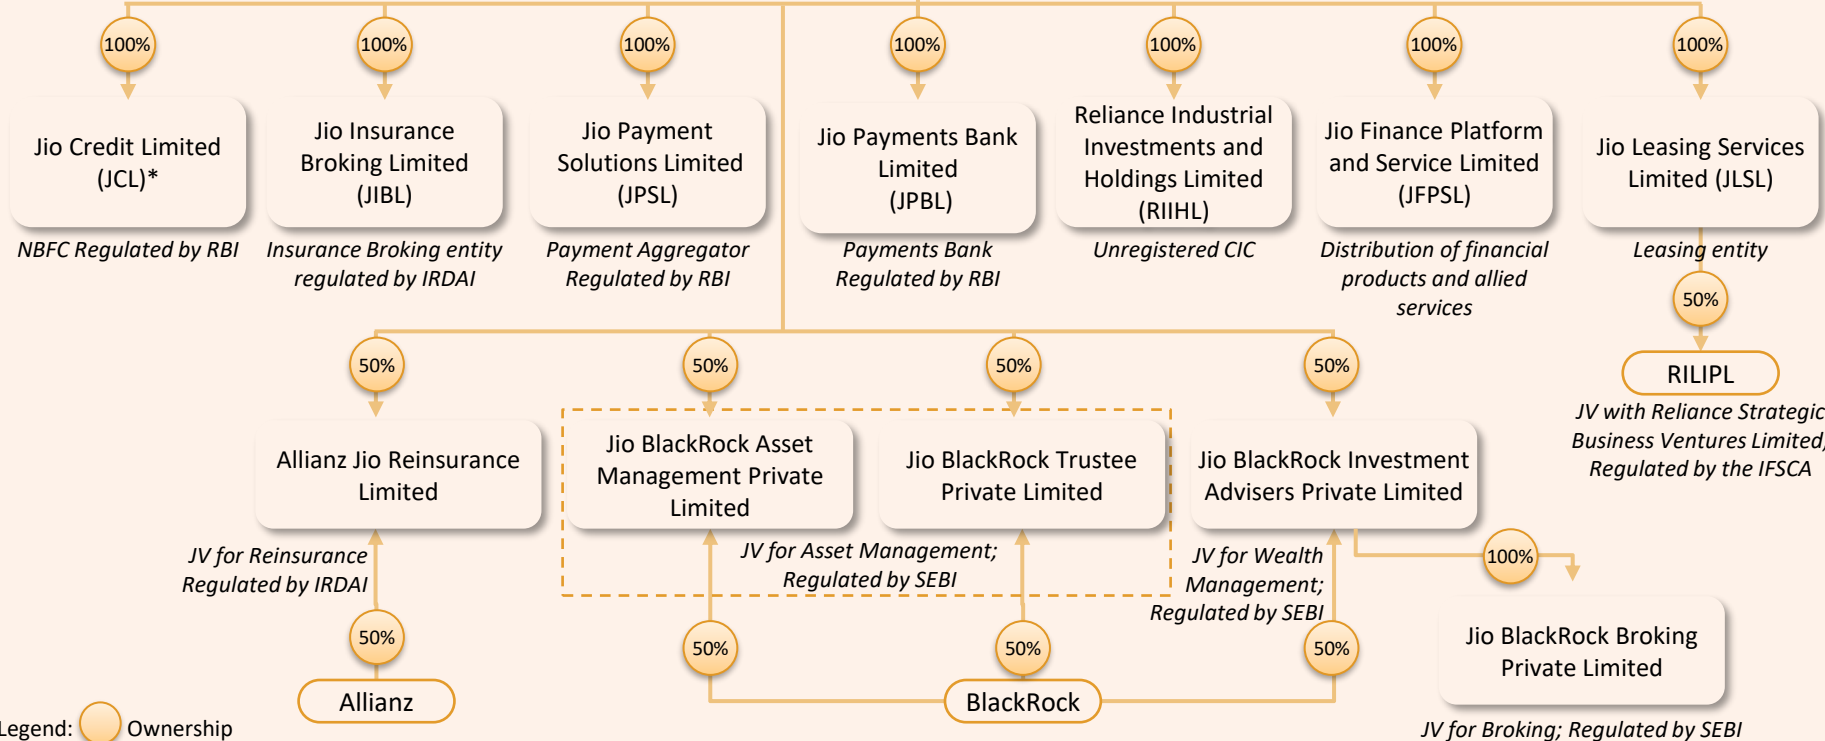 100%
100%
100%
100%
100%
100%
100%
Jio Credit Limited
(JCL)*
NBFC Regulated by RBI
Jio Insurance
Broking Limited
(JIBL)
Insurance Broking entity
regulated by IRDAI
Jio Payment
Solutions Limited
(JPSL)
Payment Aggregator
Regulated by RBI
Jio Payments Bank
Limited
(JPBL)
Payments Bank
Regulated by RBI
Reliance Industrial
Investments and
Holdings Limited
(RIIHL)
Unregistered CIC
Jio Finance Platform
and Service Limited
(JFPSL)
Distribution of financial
products and allied
services
Jio Leasing Services
Limited (JLSL)
Leasing entity
50%
RILIPL
JV with Reliance Strategic
Business Ventures Limited,
Regulated by the IFSCA
50%
50%
50%
50%
Allianz Jio Reinsurance
Limited
JV for Reinsurance
Regulated by IRDAI
50%
Allianz
Jio BlackRock Asset
Management Private
Limited
Jio BlackRock Trustee
Private Limited
JV for Asset Management;
Regulated by SEBI
Jio BlackRock Investment
Advisers Private Limited
JV for Wealth
Management;
Regulated by SEBI
50%
50%
50%
BlackRock
100%
Jio BlackRock Broking
Private Limited
JV for Broking; Regulated by SEBI
Legend:
Ownership